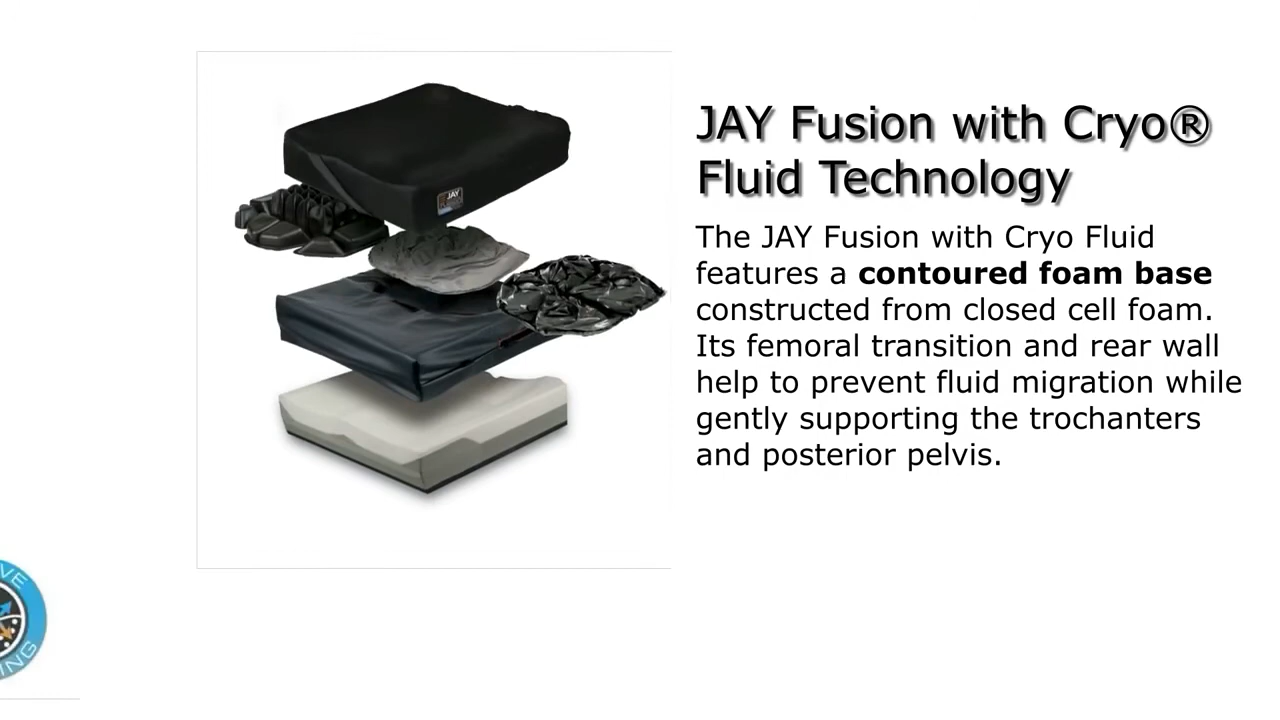 JAY Fusion with Cryo®
Fluid Technology
The JAY Fusion with Cryo Fluid
features a contoured foam base
constructed from closed cell foam.
Its femoral transition and rear wall
help to prevent fluid migration while
gently supporting the trochanters
and posterior pelvis.
JAY